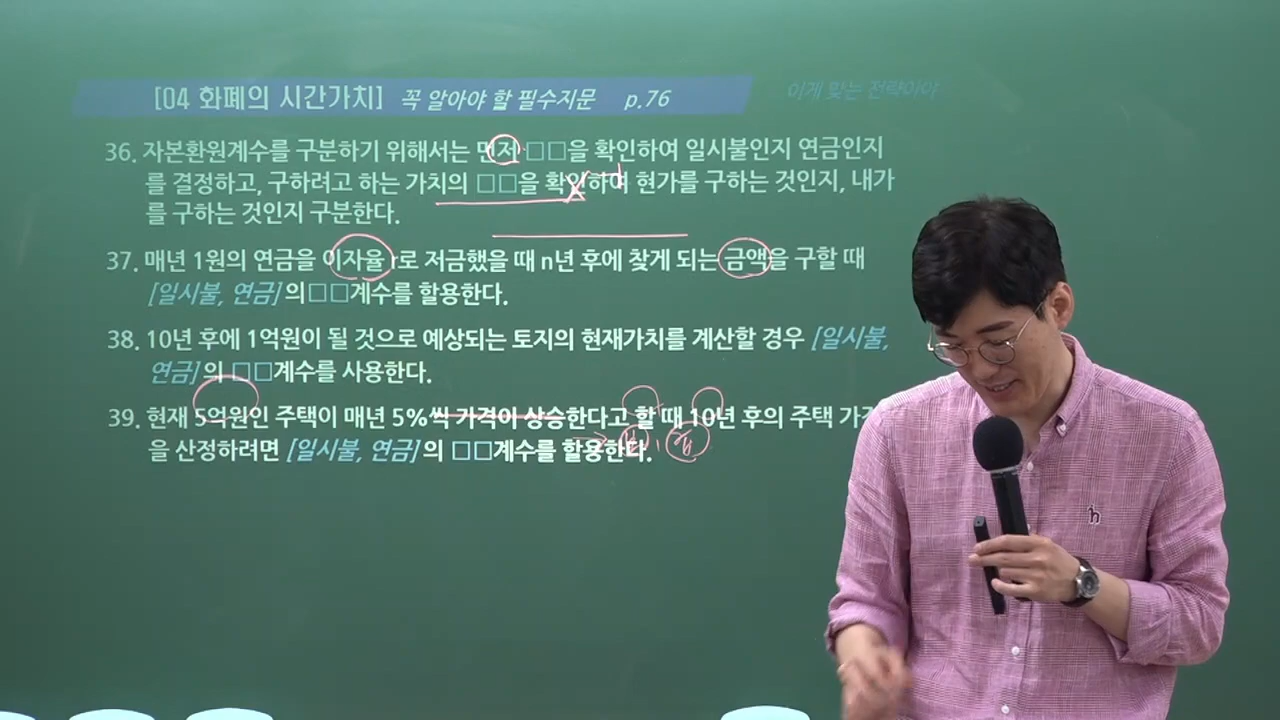 [04 화폐의 시간가치] 꼭 알아야 할 필수지문 p.76
이게 맞는 전략이야
36. 자본환원계수를 구분하기 위해서는 먼저 □□을 확인하여 일시불인지 연금인지
를 결정하고, 구하려고 하는 가치의 □□을 확인하여 현가를 구하는 것인지, 내가
를 구하는 것인지 구분한다.
37. 매년 1원의 연금을 이자율 r로 저금했을 때 n년 후에 찾게 되는 금액을 구할 때
[일시불, 연금]의□□계수를 할용한다.
38. 10년 후에 1억원이 될 것으로 예상되는 토지의 현재가치를 계산할 경우 [일시불,
연금]의 □□계수를 사용한다.
39. 현재 5억원인 주택이 매년 5%씩 가격이 상승한다고 할 때 10년 후의 주택
을 산정하려면 [일시불, 연금]의 □□계수를 할용한다.